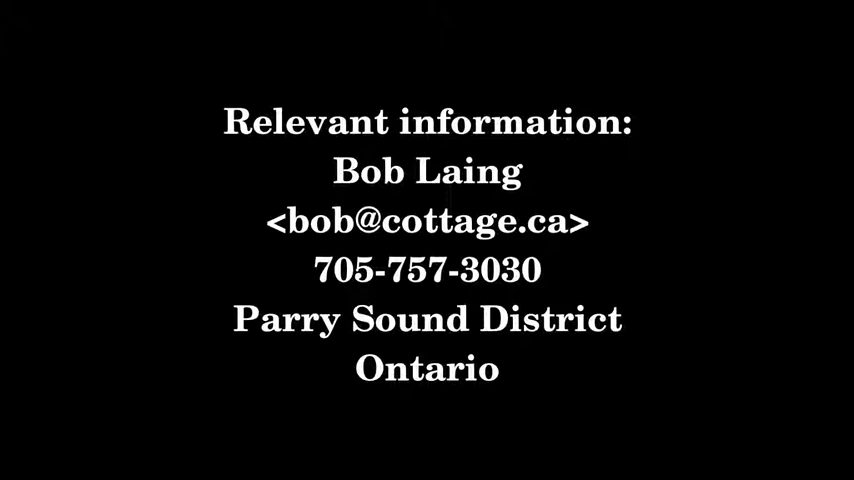 Relevant information:
Bob Laing
<bob@cottage.ca>
705-757-3030
Parry Sound District
Ontario